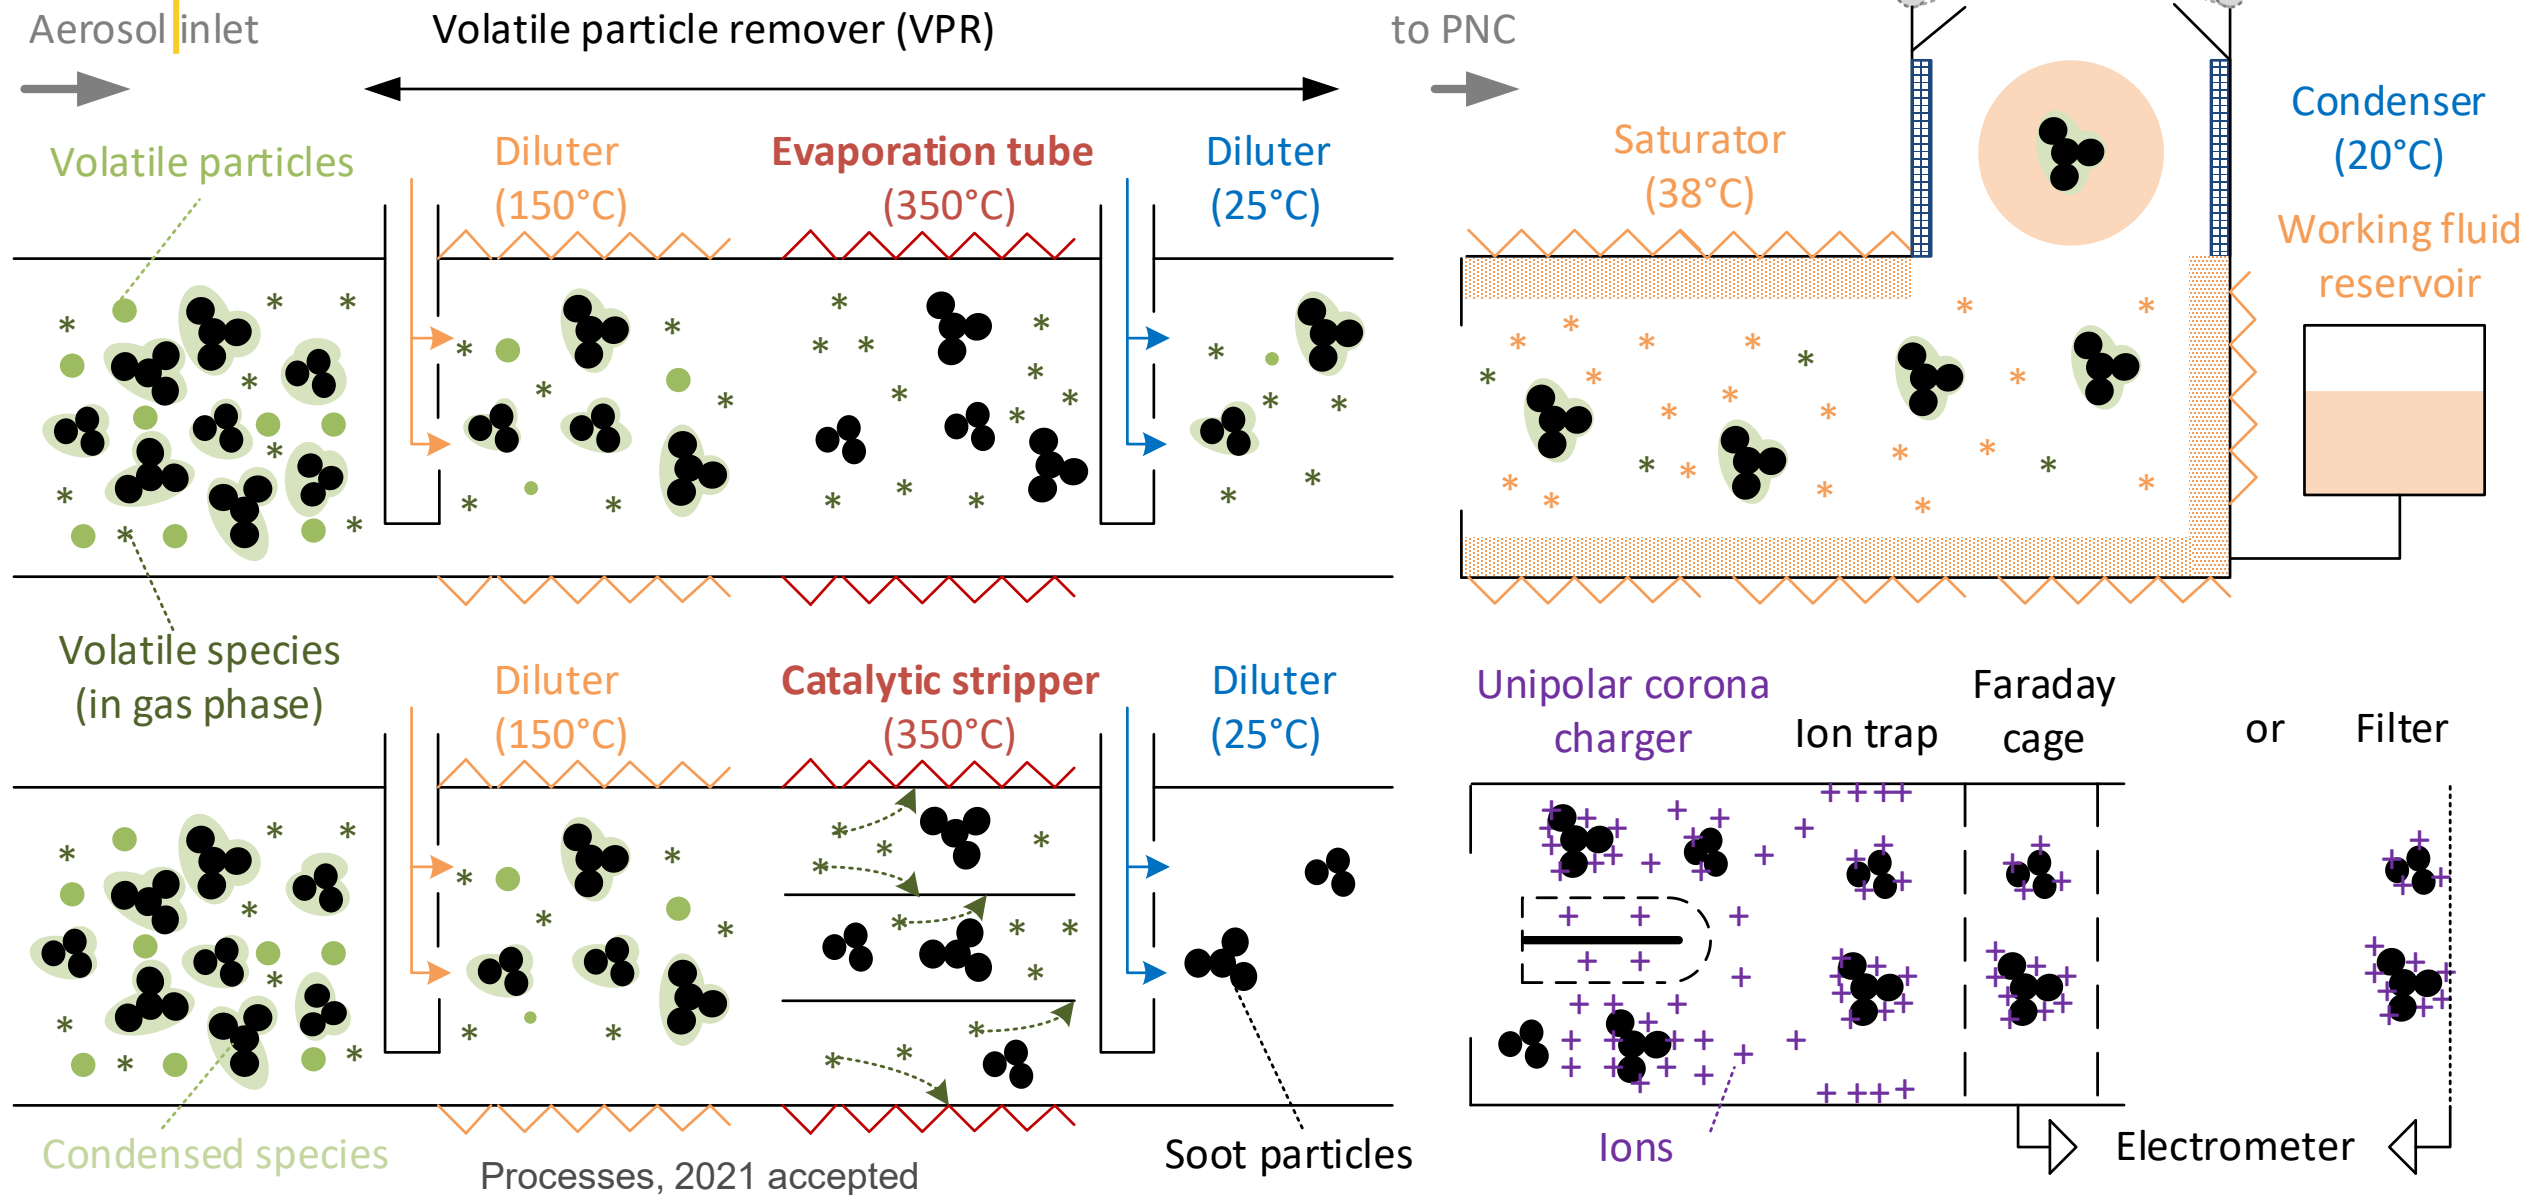 Aerosol inlet
Volatile particle remover (VPR)
to PNC
Volatile particles
Diluter
(150°C)
Evaporation tube
(350°C)
Diluter
(25°C)
Saturator
(38°C)
Condenser
(20°C)
Working fluid
reservoir
Volatile species
(in gas phase)
Diluter
(150°C)
Catalytic stripper
(350°C)
Diluter
(25°C)
Unipolar corona
charger
Ion trap
Faraday
cage
or
Filter
Condensed species
Processes, 2021 accepted
Soot particles
Ions
Electrometer